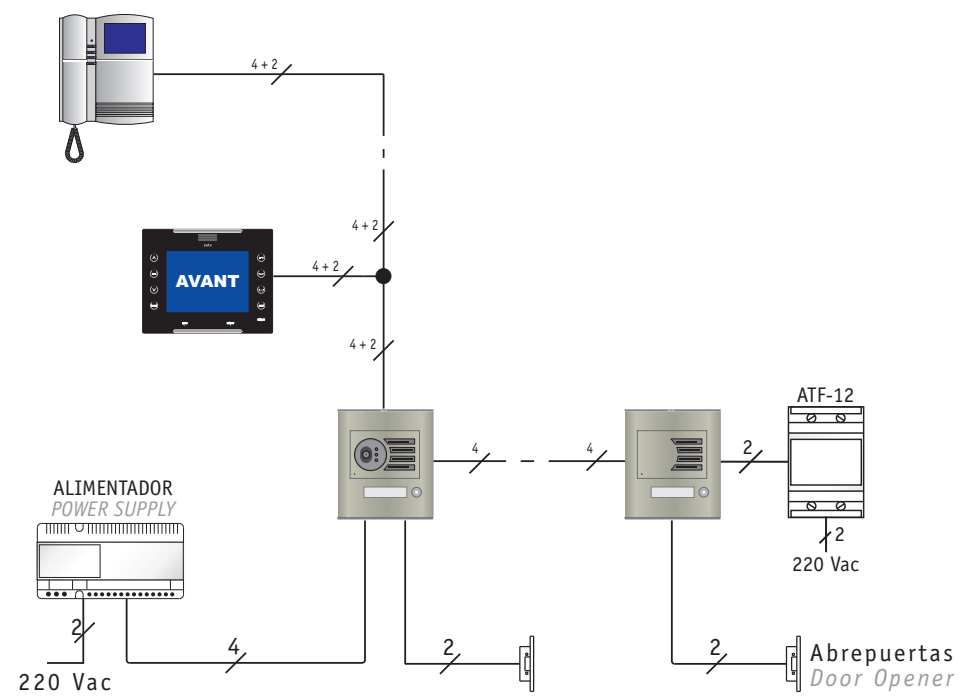 4 + 2
4 + 2
4 + 2
AVANT
4 + 2
ATF-12
4
4
2
ALIMENTADOR
POWER SUPPLY
2
220 Vac
2
4
2
2
220 Vac
Abrepuertas
Door Opener